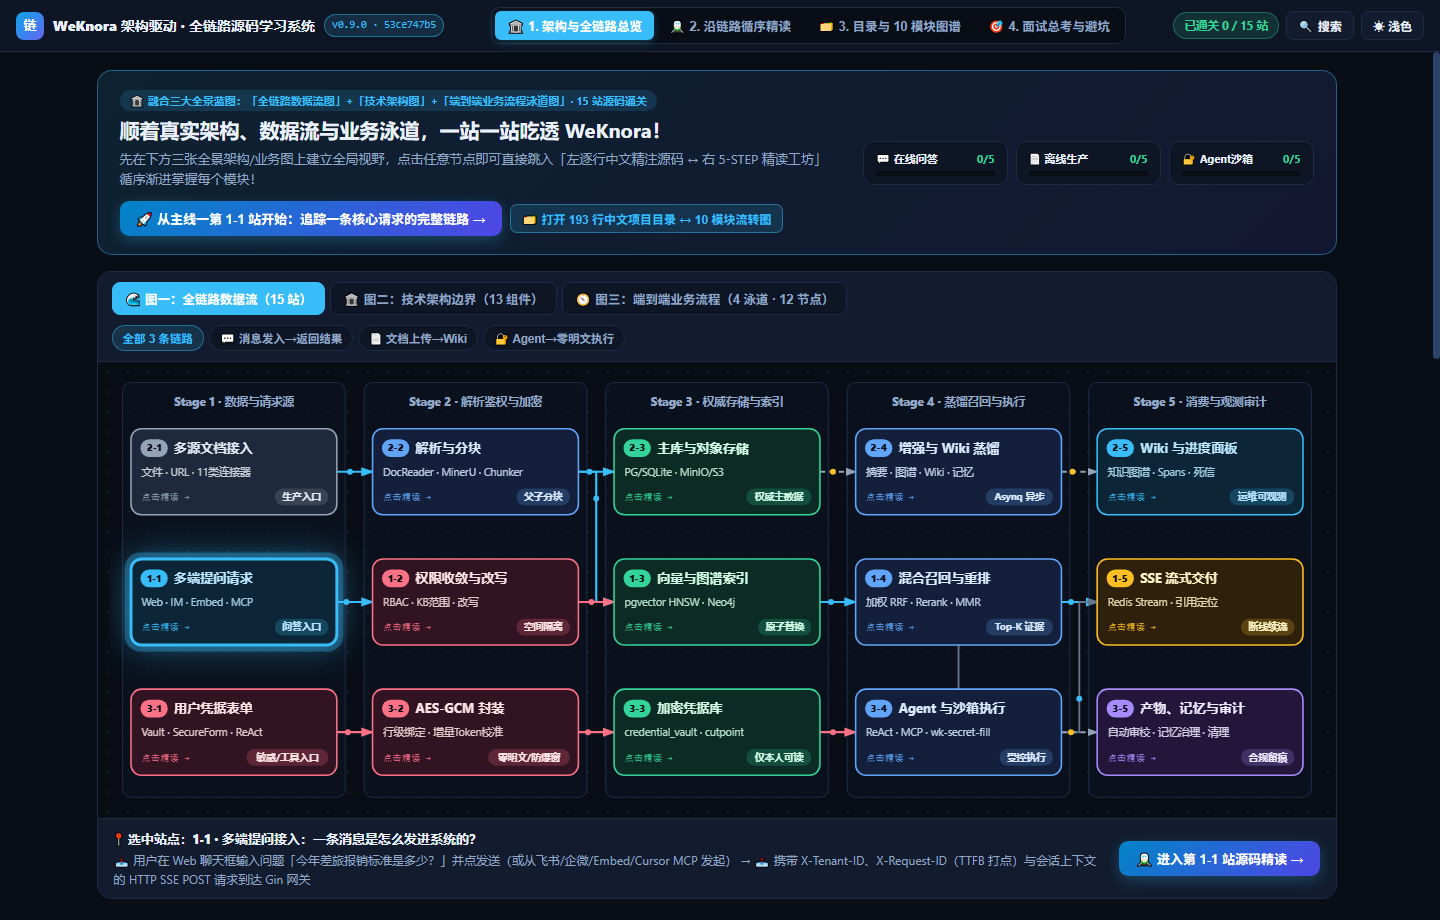 链 WeKnora 架构驱动 · 全链路源码学习系统 v0.9.0 · 53ce747b5 1. 架构与全链路总览 2. 沿链路循序精读 3. 目录与 10 模块图谱 4. 面试总考与避坑 已通关 0 / 15 站 搜索 浅色
融合三大全景蓝图：「全链路数据流图」+「技术架构图」+「端到端业务流程泳道图」· 15 站源码通关
顺着真实架构、数据流与业务泳道，一站一站吃透 WeKnora！
先在下方三张全景架构/业务图上建立全局视野，点击任意节点即可直接跳入「左逐行中文精注源码 ↔ 右 5-STEP 精读工坊」
循序渐进掌握每个模块！
在线问答 0/5 离线生产 0/5 Agent沙箱 0/5
从主线一第 1-1 站开始：追踪一条核心请求的完整链路 → 打开 193 行中文项目目录 ↔ 10 模块流转图
图一：全链路数据流（15 站） 图二：技术架构边界（13 组件） 图三：端到端业务流程（4 泳道 · 12 节点）
全部 3 条链路 消息发入→返回结果 文档上传→Wiki Agent→零明文执行
Stage 1 · 数据与请求源 Stage 2 · 解析鉴权与加密 Stage 3 · 权威存储与索引 Stage 4 · 蒸馏召回与执行 Stage 5 · 消费与观测审计
2-1 多源文档接入 2-2 解析与分块 2-3 主库与对象存储 2-4 增强与 Wiki 蒸馏 2-5 Wiki 与进度面板
文件 · URL · 11类连接器 DocReader · MinerU · Chunker PG/SQLite · MinIO/S3 摘要 · 图谱 · Wiki · 记忆 知识图谱 · Spans · 死信
点击精读 → 生产入口 点击精读 → 父子分块 点击精读 → 权威主数据 点击精读 → Asynq 异步 点击精读 → 运维可观测
1-1 多端提问请求 1-2 权限收敛与改写 1-3 向量与图谱索引 1-4 混合召回与重排 1-5 SSE 流式交付
Web · IM · Embed · MCP RBAC · KB范围 · 改写 pgvector HNSW · Neo4j 加权 RRF · Rerank · MMR Redis Stream · 引用定位
点击精读 → 问答入口 点击精读 → 空间隔离 点击精读 → 原子替换 点击精读 → Top-K 证据 点击精读 → 断线续流
3-1 用户凭据表单 3-2 AES-GCM 封装 3-3 加密凭据库 3-4 Agent 与沙箱执行 3-5 产物、记忆与审计
Vault · SecureForm · ReAct 行级绑定 · 增量Token校准 credential_vault · cutpoint ReAct · MCP · wk-secret-fill 自动审校 · 记忆治理 · 清理
点击精读 → 敏感/工具入口 点击精读 → 零明文/防爆窗 点击精读 → 仅本人可读 点击精读 → 受控执行 点击精读 → 合规留痕
选中站点：1-1 · 多端提问接入：一条消息是怎么发进系统的？
用户在 Web 聊天框输入问题「今年差旅报销标准是多少？」并点发送（或从飞书/企微/Embed/Cursor MCP 发起） → 携带 X-Tenant-ID、X-Request-ID（TTFB 打点）与会话上下文
的 HTTP SSE POST 请求到达 Gin 网关
进入第 1-1 站源码精读 →